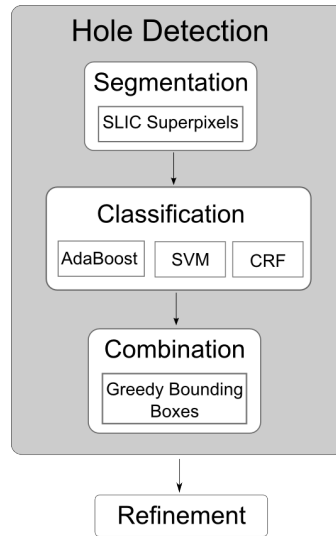 Hole Detection
Segmentation
SLIC Superpixels
Classification
AdaBoost SVM CRF
Combination
Greedy Bounding
Boxes
Refinement